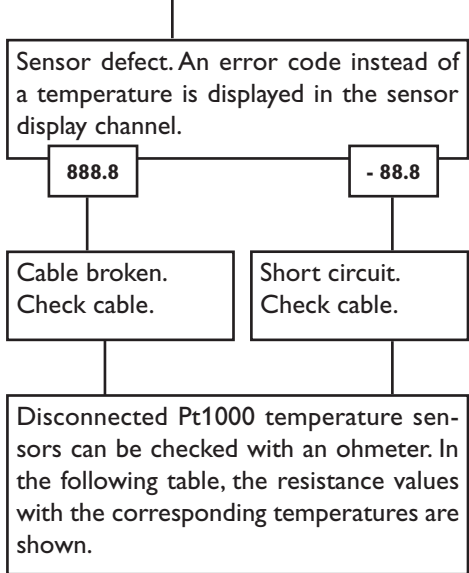 Sensor defect. An error code instead of
a temperature is displayed in the sensor
display channel.
888.8
- 88.8
Cable broken.
Check cable.
Short circuit.
Check cable.
Disconnected Pt1000 temperature sen-
sors can be checked with an ohmeter. In
the following table, the resistance values
with the corresponding temperatures are
shown.